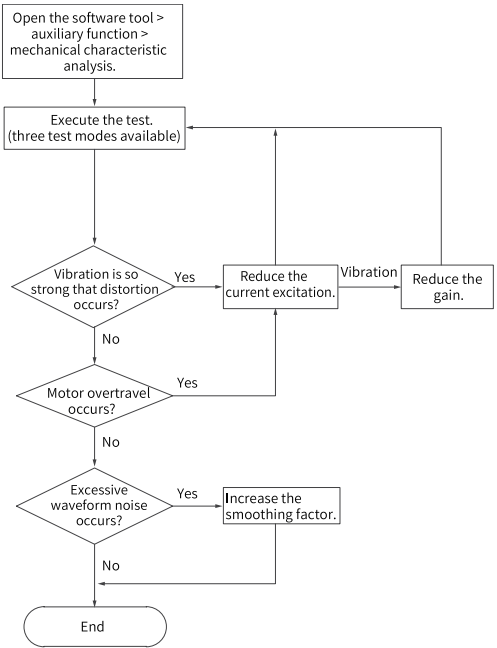 Open the software tool >
auxiliary function >
mechanical characteristic
analysis.
Execute the test.
(three test modes available)
Vibration is so
strong that distortion
occurs?
Yes
Reduce the
current excitation.
Vibration
Reduce the
gain.
No
Motor overtravel
occurs?
Yes
No
Excessive
waveform noise
occurs?
Yes
Increase the
smoothing factor.
No
End